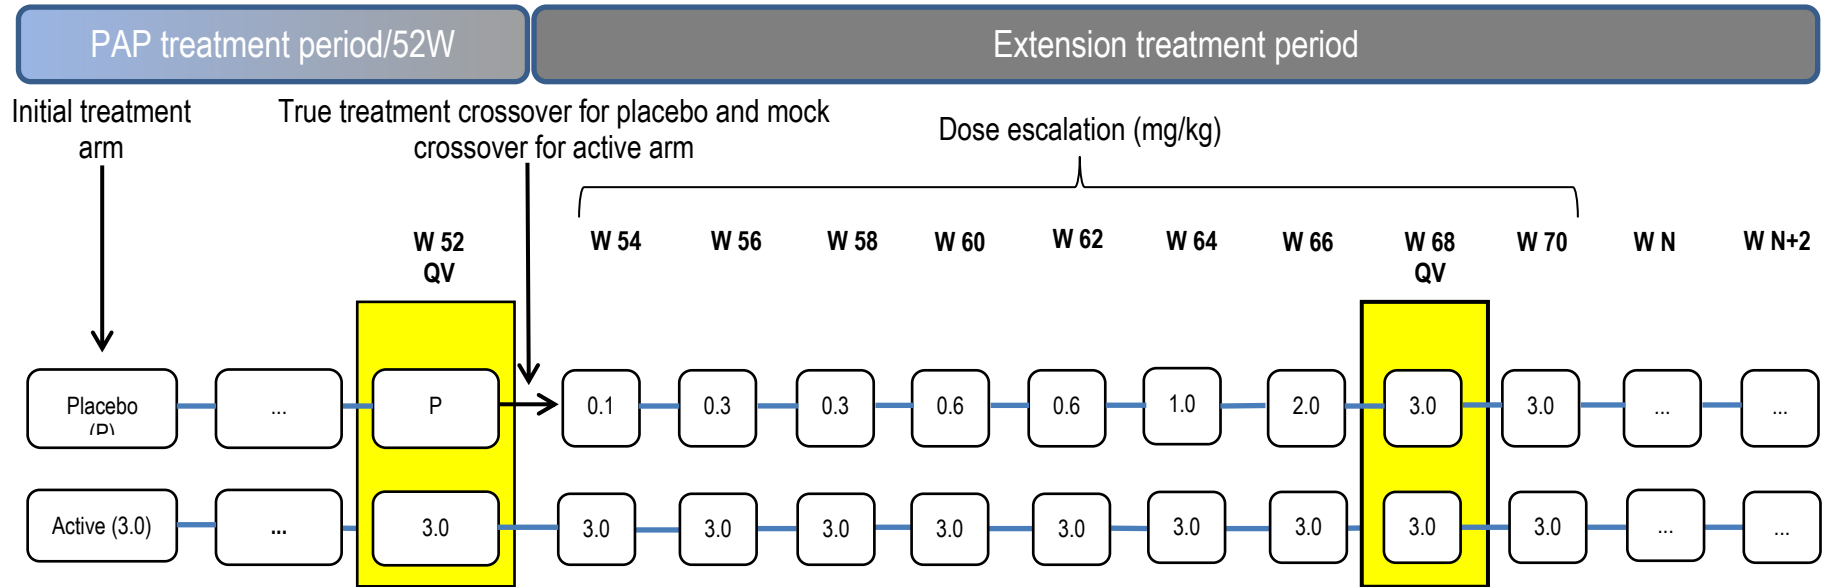 PAP treatment period/52W
Extension treatment period
Initial treatment
arm
True treatment crossover for placebo and mock
crossover for active arm
Dose escalation (mg/kg)
W 52
QV
W 54
W 56
W 58
W 60
W 62
W 64
W 66
W 68
QV
W 70
W N
W N+2
Placebo
(P)
...
P
0.1
0.3
0.3
0.6
0.6
1.0
2.0
3.0
3.0
...
...
Active (3.0)
...
3.0
3.0
3.0
3.0
3.0
3.0
3.0
3.0
3.0
3.0
...
...